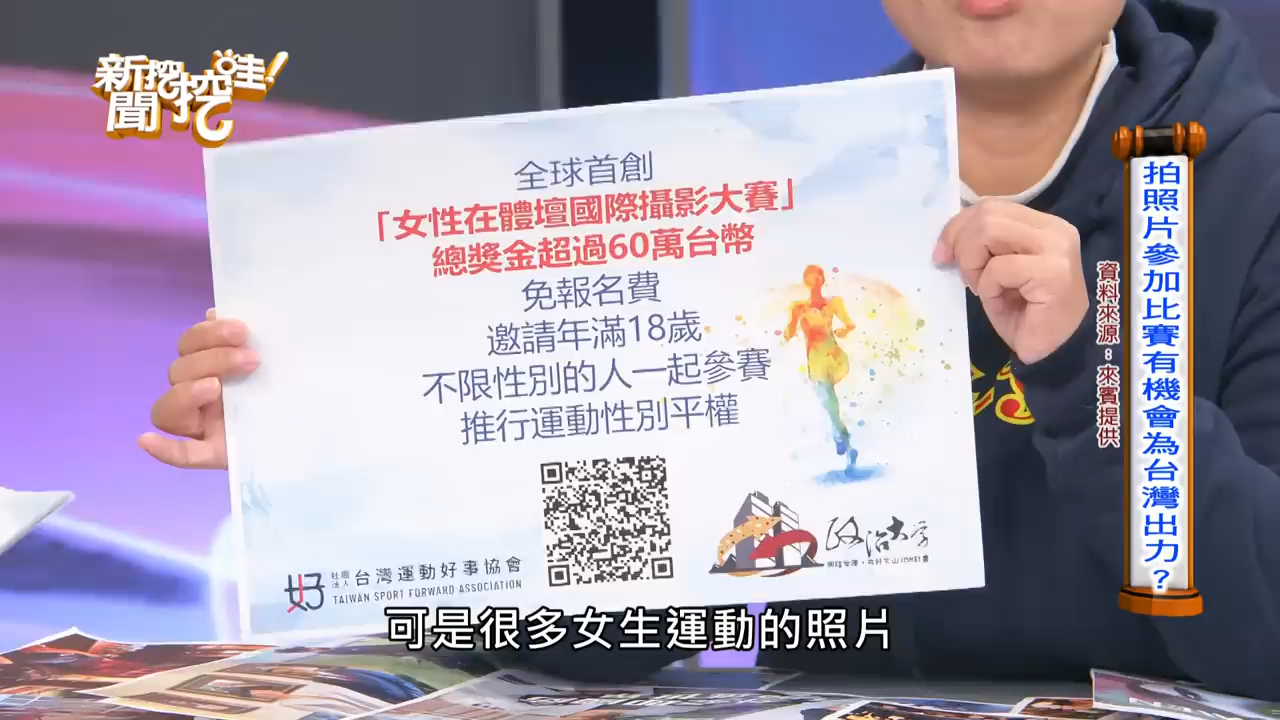 新聞挖挖哇!
全球首創
「女性在體壇國際攝影大賽」
總獎金超過60萬台幣
免報名費
邀請年滿18歲
不限性別的人一起參賽
推行運動性別平權
社團法人
台灣運動好事協會
TAIWAN SPORT FORWARD ASSOCIATION
政治大學
拍照片參加比賽有機會為台灣出力?
資料來源:來賓提供
可是很多女生運動的照片